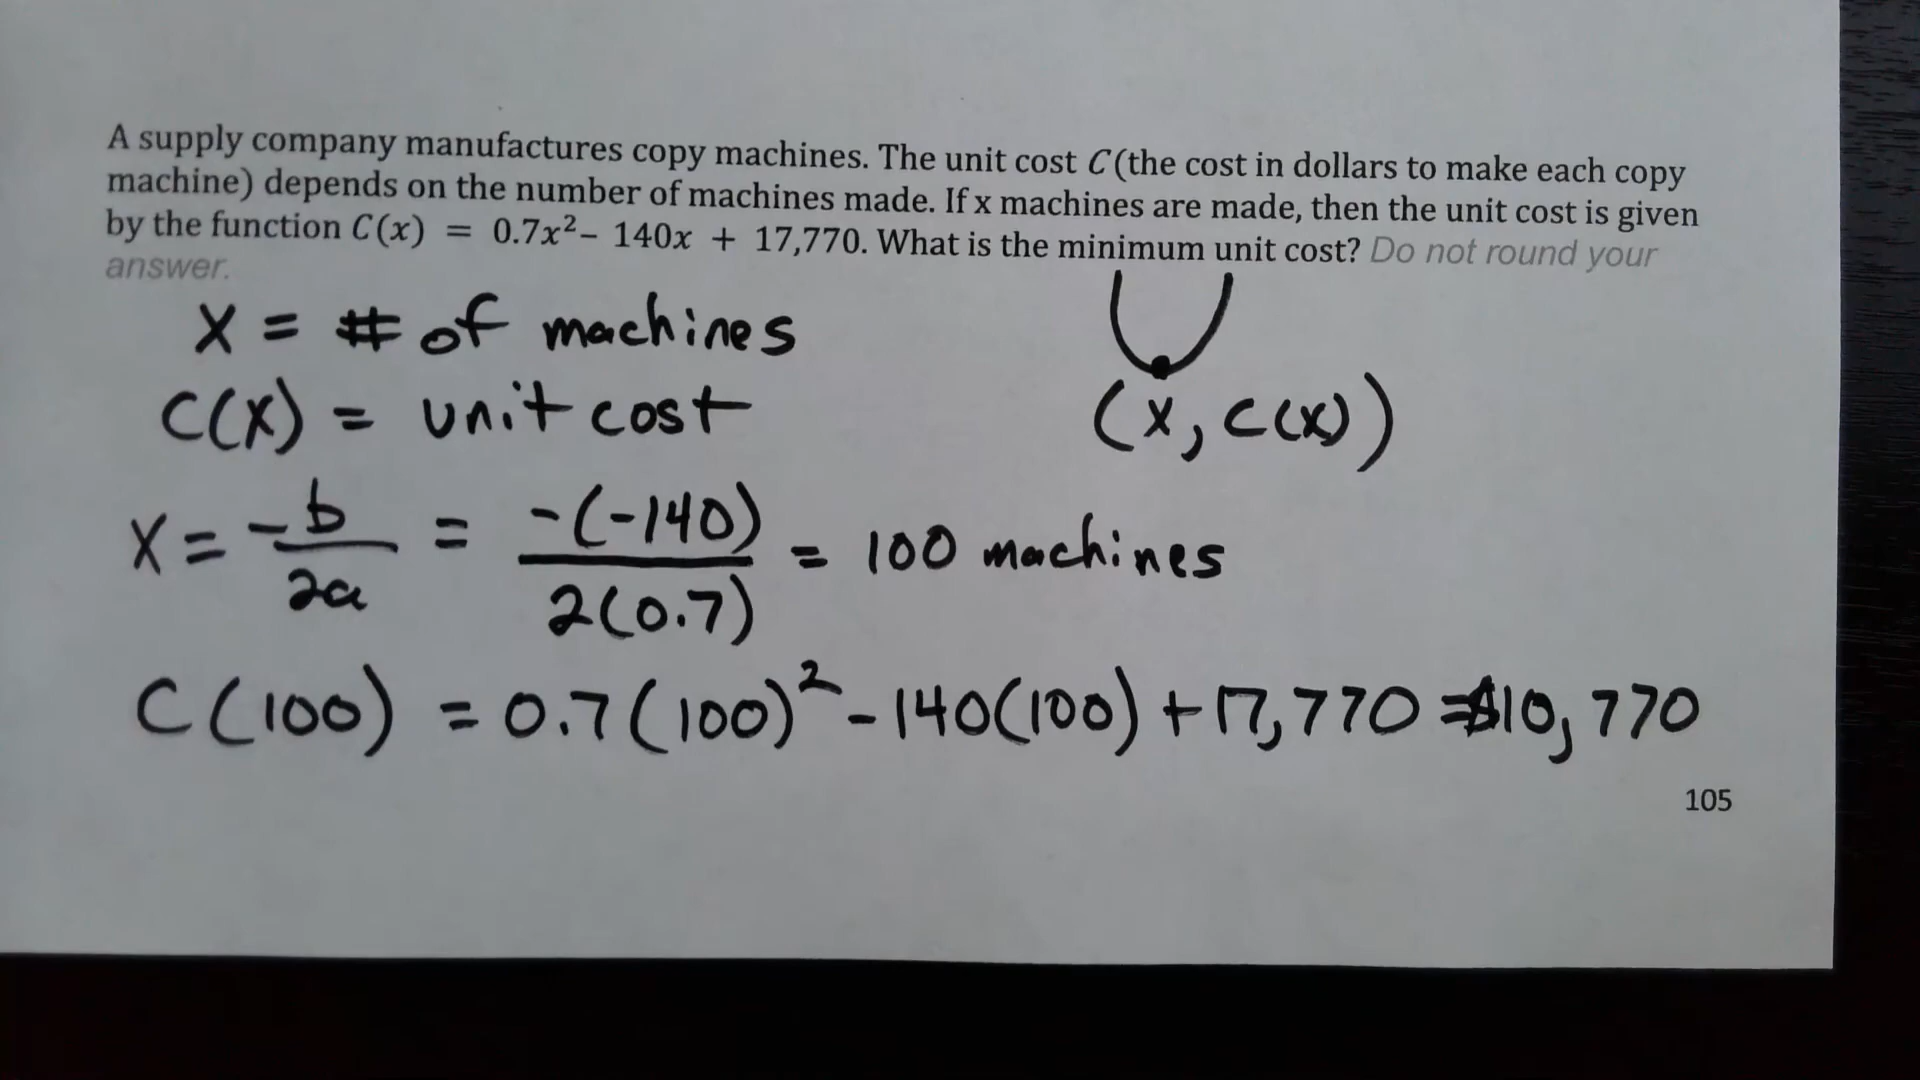 A supply company manufactures copy machines. The unit cost C (the cost in dollars to make each copy
machine) depends on the number of machines made. If x machines are made, then the unit cost is given
by the function C(x) = 0.7x² – 140x + 17,770. What is the minimum unit cost? Do not round your
answer.
X = # of machines
C(X) = unit cost
(X, C(X))
X = -b/2a = -(-140)/2(0.7) = 100 machines
C(100) = 0.7(100)² - 140(100) + 17,770 = $10,770
105